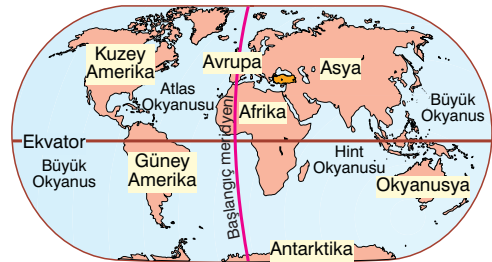 Kuzey
Amerika
Avrupa
Asya
Atlas
Okyanusu
Afrika
Büyük
Okyanus
Ekvator
Büyük
Okyanus
Güney
Amerika
Başlangıç meridyeni
Hint
Okyanusu
Okyanusya
Antarktika